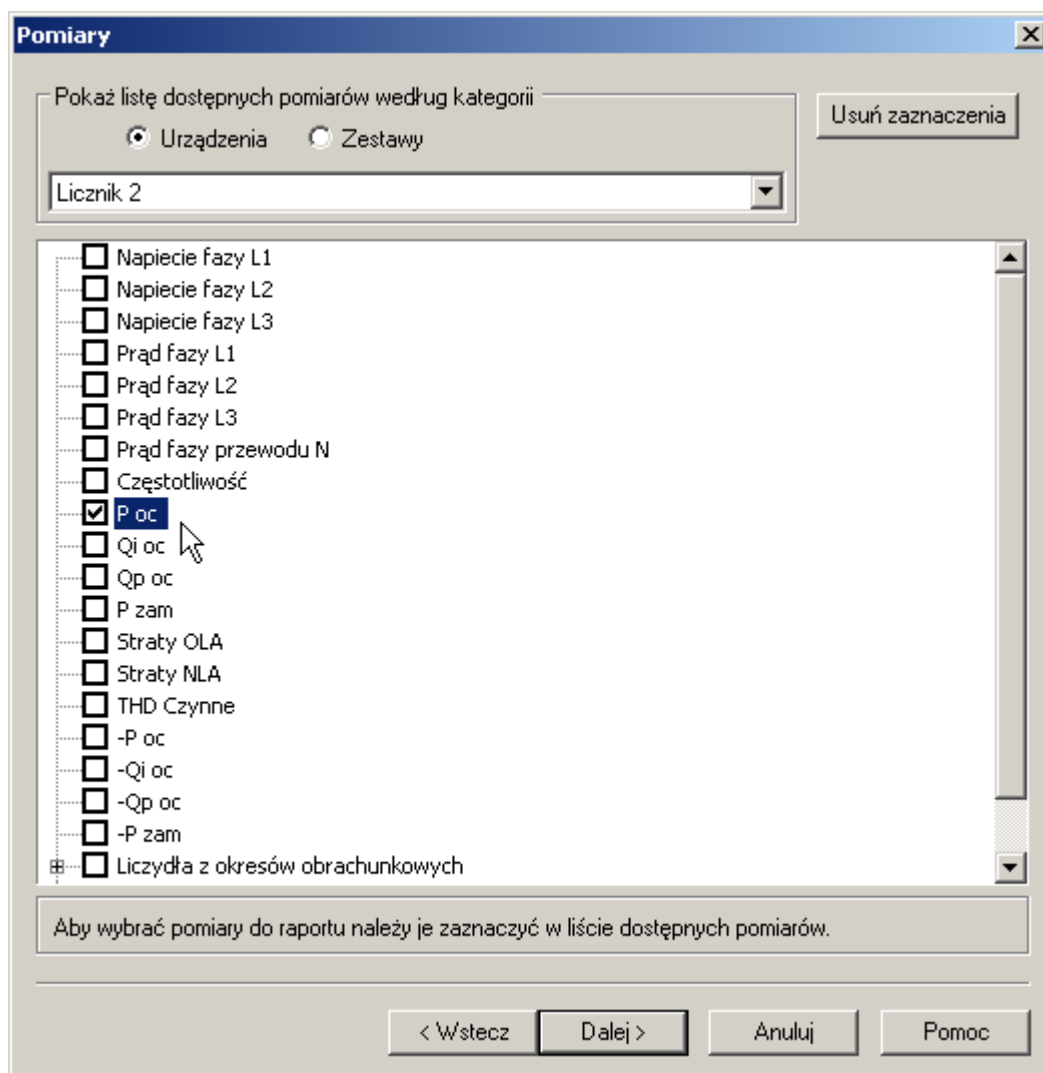 Pomiary
Pokaż listę dostępnych pomiarów według kategorii
Urządzenia Zestawy
Usuń zaznaczenia
Licznik 2
Napiecie fazy L1
Napiecie fazy L2
Napiecie fazy L3
Prąd fazy L1
Prąd fazy L2
Prąd fazy L3
Prąd fazy przewodu N
Częstotliwość
P oc
Qi oc
Qp oc
P zam
Straty OLA
Straty NLA
THD Czynne
-P oc
-Qi oc
-Qp oc
-P zam
Liczydła z okresów obrachunkowych
Aby wybrać pomiary do raportu należy je zaznaczyć w liście dostępnych pomiarów.
< Wstecz Dalej > Anuluj Pomoc